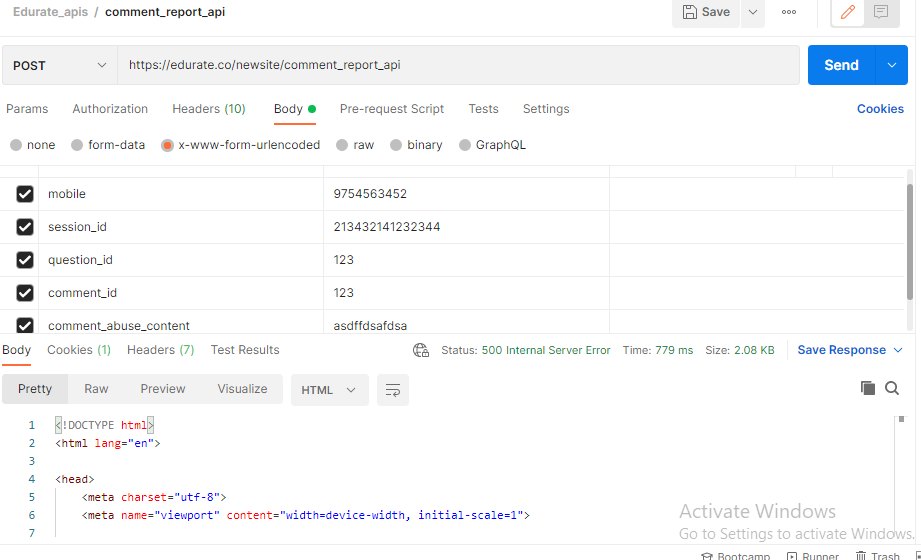 Edurate_apis / comment_report_api
Save
POST https://edurate.co/newsite/comment_report_api Send
Params Authorization Headers (10) Body Pre-request Script Tests Settings Cookies
none form-data x-www-form-urlencoded raw binary GraphQL
mobile 9754563452
session_id 213432141232344
question_id 123
comment_id 123
comment_abuse_content asdffdsafdsa
Body Cookies (1) Headers (7) Test Results Status: 500 Internal Server Error Time: 779 ms Size: 2.08 KB Save Response
Pretty Raw Preview Visualize HTML
1 <!DOCTYPE html>
2 <html lang="en">
3
4 <head>
5 <meta charset="utf-8">
6 <meta name="viewport" content="width=device-width, initial-scale=1">
7
Activate Windows
Go to Settings to activate Windows.
Bootcamp Runner Trash